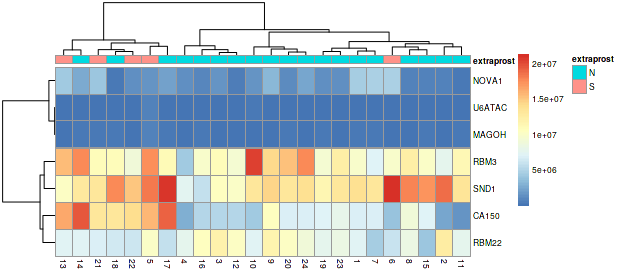 extraprost
NOVA1
U6ATAC
MAGOH
RBM3
SND1
CA150
RBM22
13 14 21 18 22 5 17 4 16 3 12 10 9 20 24 19 23 1 7 6 8 15 2 11
2e+07
1.5e+07
1e+07
5e+06
extraprost
N
S